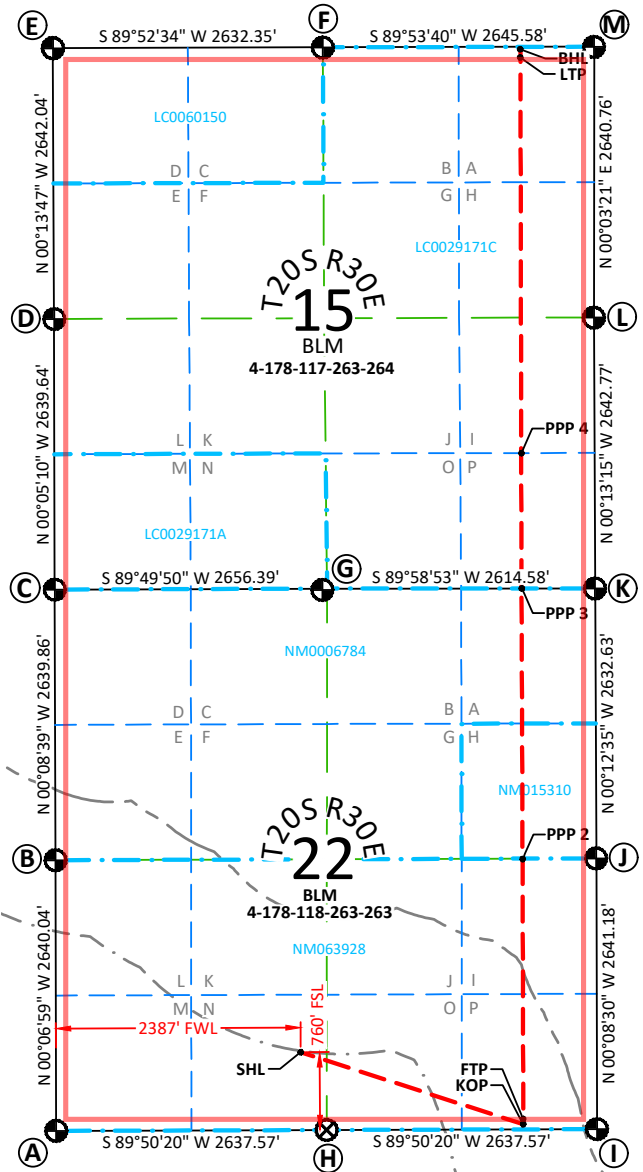 E
F
M
S 89°52'34" W 2632.35'
S 89°53'40" W 2645.58'
BHL
LTP
N 00°13'47" W 2642.04'
LC0060150
N 00°03'21" E 2640.76'
D C
E F
B A
G H
LC0029171C
T20S R30E
15
BLM
4-178-117-263-264
D
L
N 00°05'10" W 2639.64'
N 00°13'15" W 2642.77'
L K
M N
J I
O P
PPP 4
LC0029171A
S 89°49'50" W 2656.39'
S 89°58'53" W 2614.58'
C
G
K
PPP 3
NM0006784
N 00°08'39" W 2639.86'
N 00°12'35" W 2632.63'
D C
E F
B A
G H
NM015310
T20S R30E
22
BLM
4-178-118-263-263
B
PPP 2
J
NM063928
N 00°06'59" W 2640.04'
N 00°08'30" W 2641.18'
L K
M N
J I
O P
2387' FWL
760' FSL
SHL
FTP
KOP
A
S 89°50'20" W 2637.57'
H
S 89°50'20" W 2637.57'
I